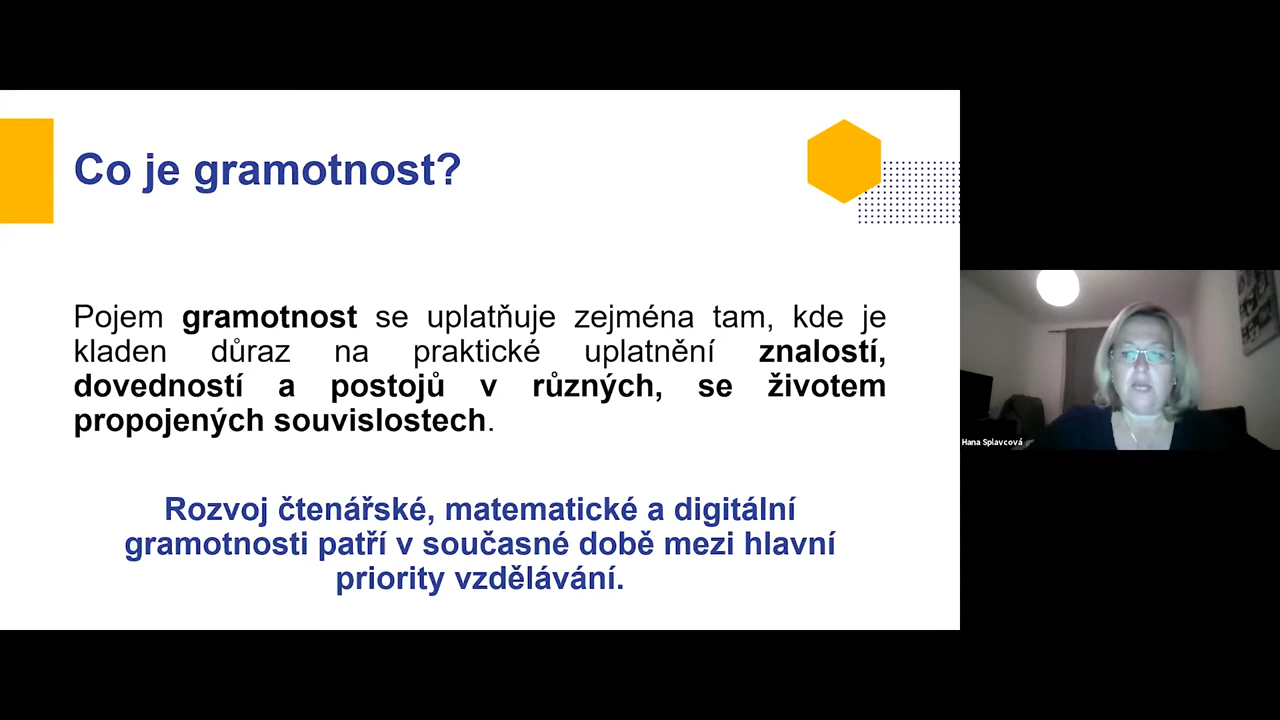 Co je gramotnost?
Pojem gramotnost se uplatňuje zejména tam, kde je
kladen důraz na praktické uplatnění znalostí,
dovedností a postojů v různých, se životem
propojených souvislostech.
Rozvoj čtenářské, matematické a digitální
gramotnosti patří v současné době mezi hlavní
priority vzdělávání.
Hana Splavcová